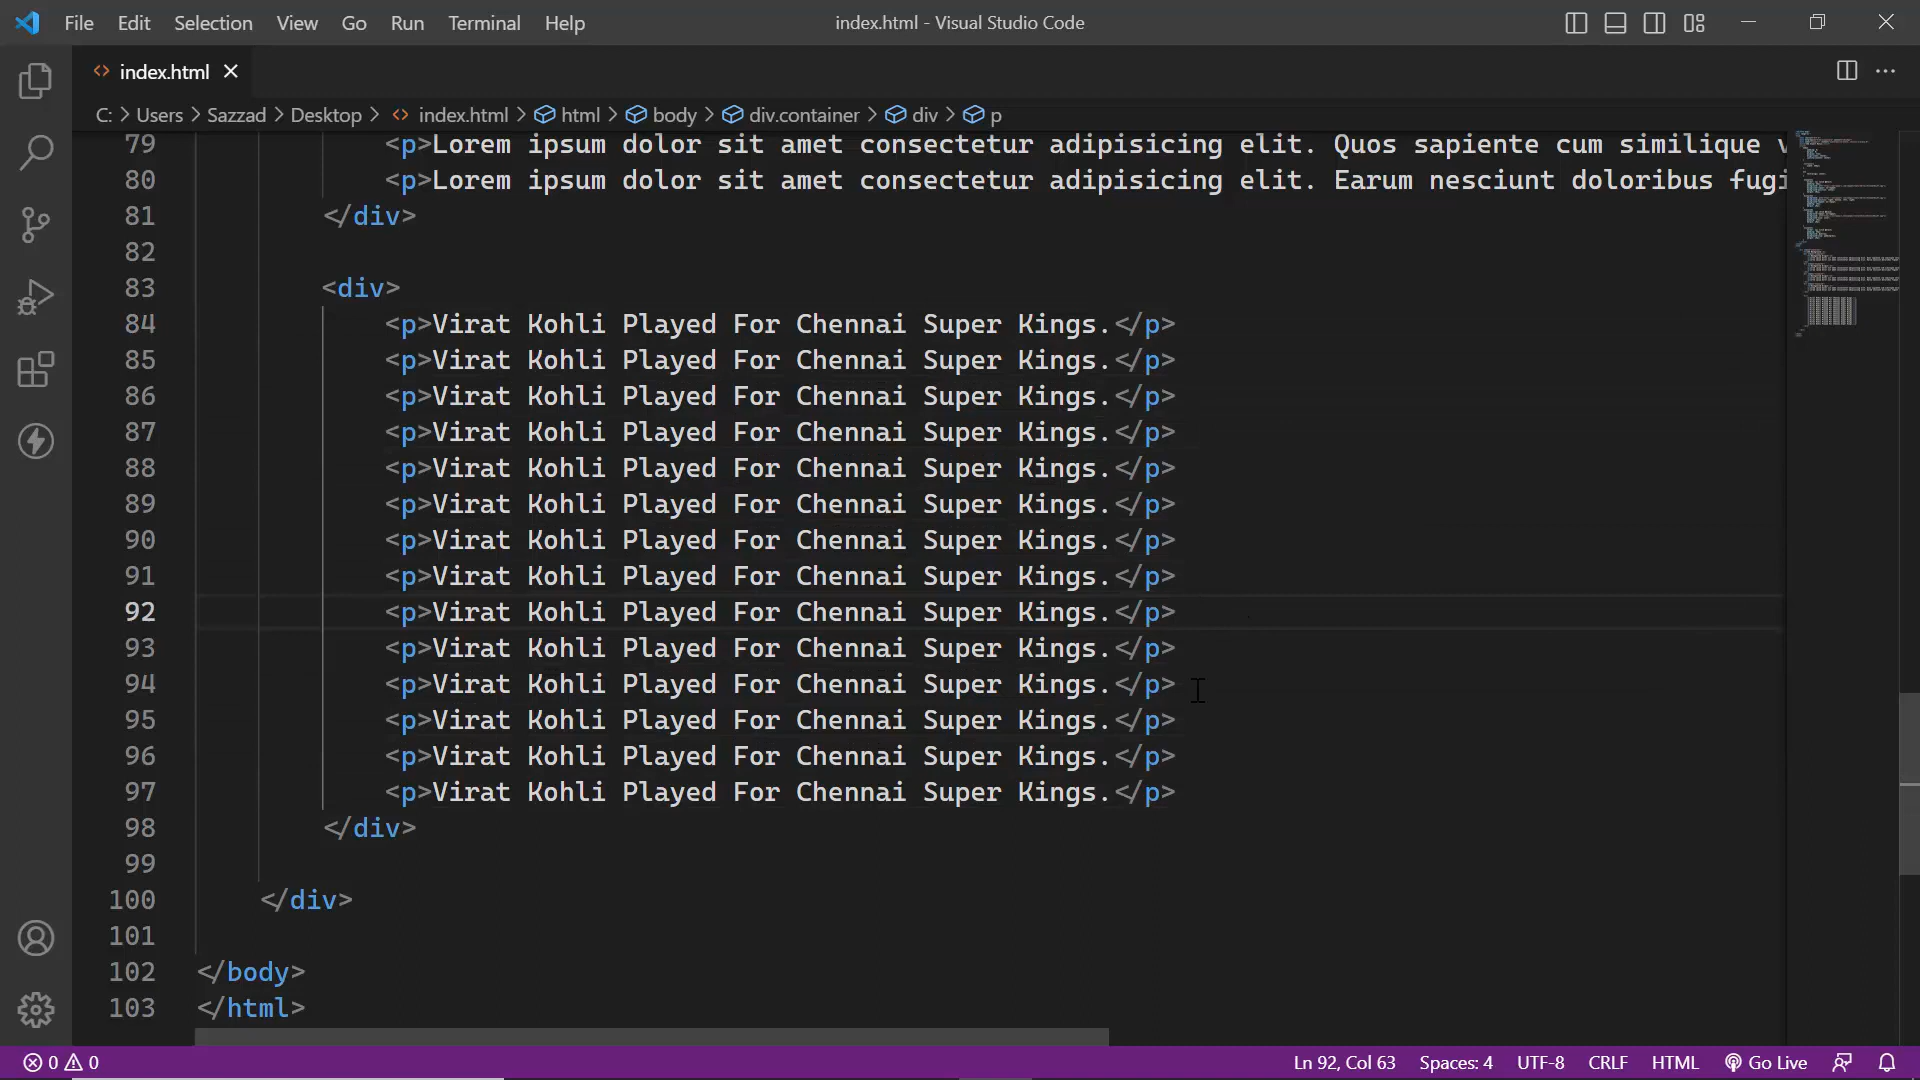 File Edit Selection View Go Run Terminal Help index.html - Visual Studio Code
index.html
C: > Users > Sazzad > Desktop > index.html > html > body > div.container > div > p
79 <p>Lorem ipsum dolor sit amet consectetur adipisicing elit. Quos sapiente cum similique v
80 <p>Lorem ipsum dolor sit amet consectetur adipisicing elit. Earum nesciunt doloribus fugi
81 </div>
82
83 <div>
84 <p>Virat Kohli Played For Chennai Super Kings.</p>
85 <p>Virat Kohli Played For Chennai Super Kings.</p>
86 <p>Virat Kohli Played For Chennai Super Kings.</p>
87 <p>Virat Kohli Played For Chennai Super Kings.</p>
88 <p>Virat Kohli Played For Chennai Super Kings.</p>
89 <p>Virat Kohli Played For Chennai Super Kings.</p>
90 <p>Virat Kohli Played For Chennai Super Kings.</p>
91 <p>Virat Kohli Played For Chennai Super Kings.</p>
92 <p>Virat Kohli Played For Chennai Super Kings.</p>
93 <p>Virat Kohli Played For Chennai Super Kings.</p>
94 <p>Virat Kohli Played For Chennai Super Kings.</p>
95 <p>Virat Kohli Played For Chennai Super Kings.</p>
96 <p>Virat Kohli Played For Chennai Super Kings.</p>
97 <p>Virat Kohli Played For Chennai Super Kings.</p>
98 </div>
99
100 </div>
101
102 </body>
103 </html>
0 0 Ln 92, Col 63 Spaces: 4 UTF-8 CRLF HTML Go Live